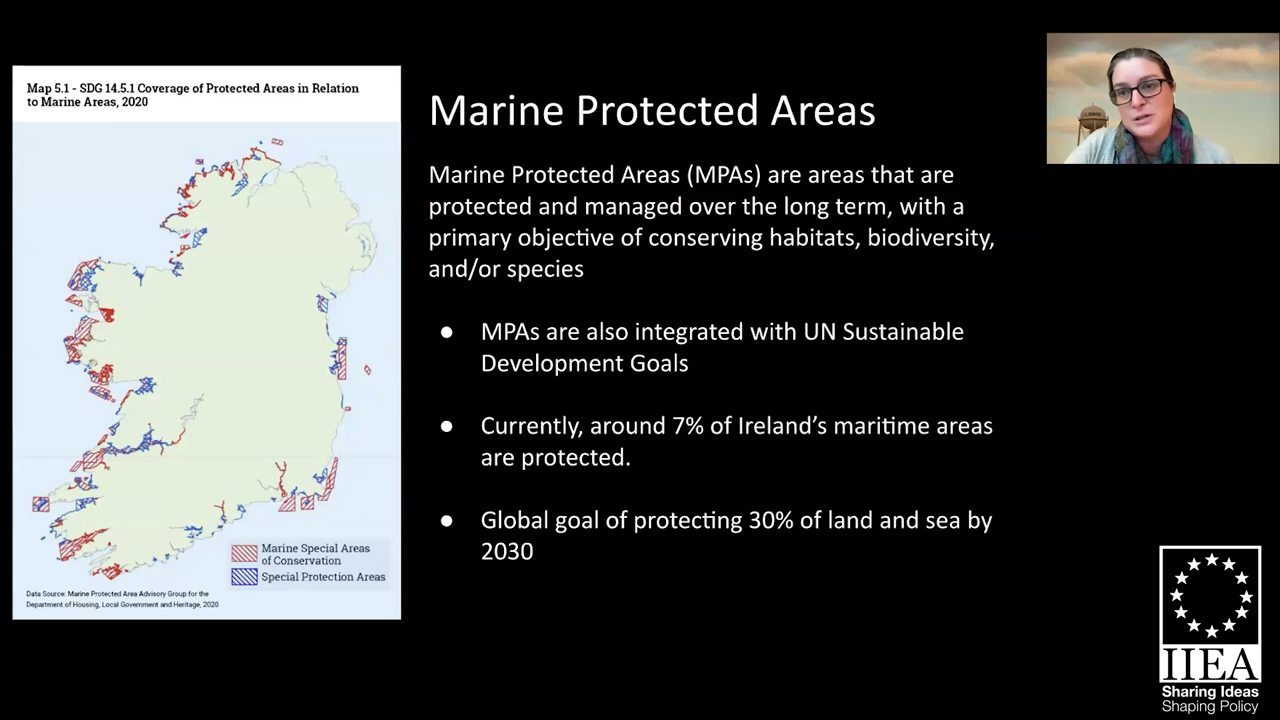 Map 5.1 - SDG 14.5.1 Coverage of Protected Areas in Relation
to Marine Areas, 2020
Marine Special Areas
of Conservation
Special Protection Areas
Data Source: Marine Protected Area Advisory Group for the
Department of Housing, Local Government and Heritage, 2020
Marine Protected Areas
Marine Protected Areas (MPAs) are areas that are
protected and managed over the long term, with a
primary objective of conserving habitats, biodiversity,
and/or species
● MPAs are also integrated with UN Sustainable
Development Goals
● Currently, around 7% of Ireland’s maritime areas
are protected.
● Global goal of protecting 30% of land and sea by
2030
IIEA
Sharing Ideas
Shaping Policy